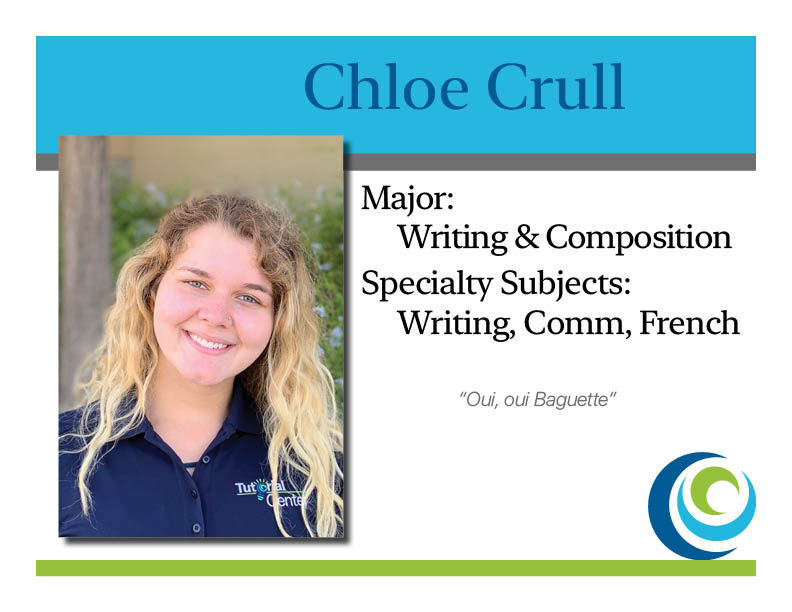 Chloe Crull
Major:
Writing & Composition
Specialty Subjects:
Writing, Comm, French
“Oui, oui Baguette”
Tutorial
Center